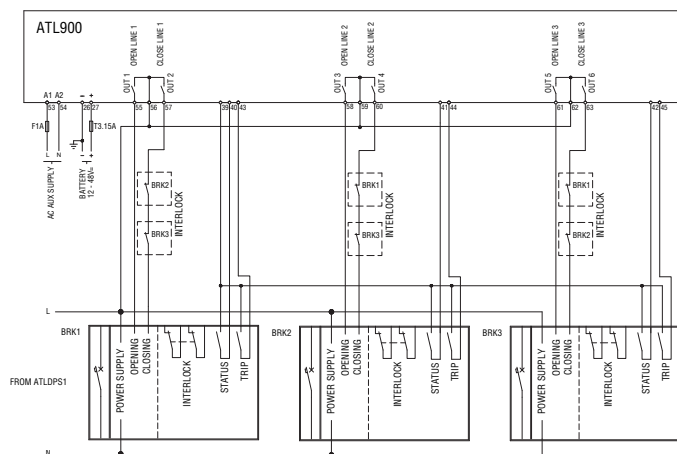 ATL900
OPEN LINE 1
CLOSE LINE 1
OPEN LINE 2
CLOSE LINE 2
OPEN LINE 3
CLOSE LINE 3
OUT 1
OUT 2
OUT 3
OUT 4
OUT 5
OUT 6
A1 A2 – +
53 54 26 27 55 56 57 39 40 43 58 59 60 41 44 61 62 63 42 45
F1A
T3.15A
L N – +
AC AUX SUPPLY
BATTERY
12 - 48V=
BRK2
BRK3
INTERLOCK
BRK1
BRK3
INTERLOCK
BRK1
BRK2
INTERLOCK
L
BRK1
POWER SUPPLY
OPENING
CLOSING
INTERLOCK
STATUS
TRIP
BRK2
POWER SUPPLY
OPENING
CLOSING
INTERLOCK
STATUS
TRIP
BRK3
POWER SUPPLY
OPENING
CLOSING
INTERLOCK
STATUS
TRIP
FROM ATLDPS1
N